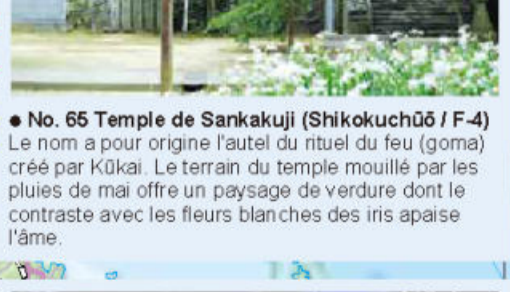 ● No. 65 Temple de Sankakuji (Shikokuchūō / F-4)
Le nom a pour origine l'autel du rituel du feu (goma)
créé par Kūkai. Le terrain du temple mouillé par les
pluies de mai offre un paysage de verdure dont le
contraste avec les fleurs blanches des iris apaise
l'âme.